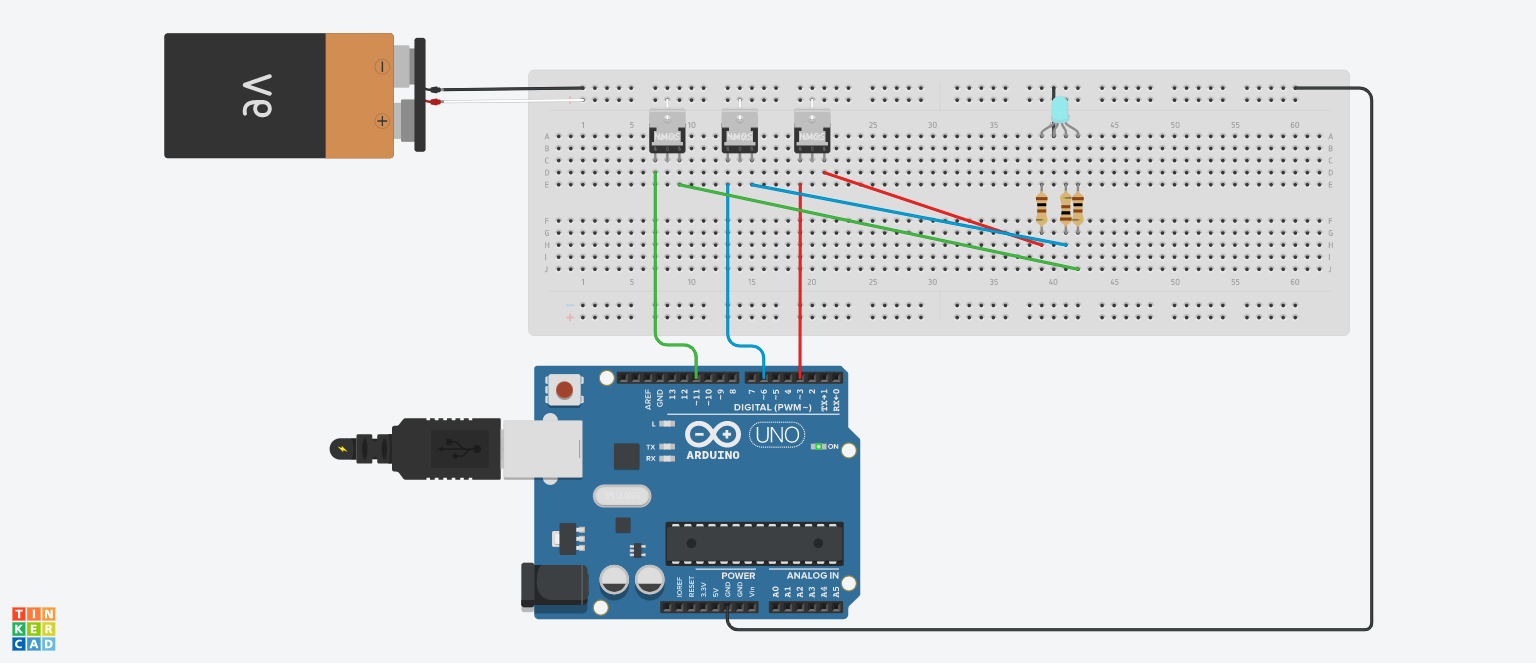 9V
−
+
− 
+
1 5 10 15 20 25 30 35 40 45 50 55 60
A A
B B
C C
D D
E E
NMOS NMOS NMOS
F F
G G
H H
I I
J J
1 5 10 15 20 25 30 35 40 45 50 55 60
−
+
AREF GND 13 12 ~11 ~10 ~9 8 7 ~6 ~5 4 ~3 2 TX→1 RX←0
DIGITAL (PWM~)
L
TX
RX
UNO
ON
ARDUINO
POWER ANALOG IN
IOREF RESET 3.3V 5V GND GND Vin A0 A1 A2 A3 A4 A5
TIN
KER
CAD